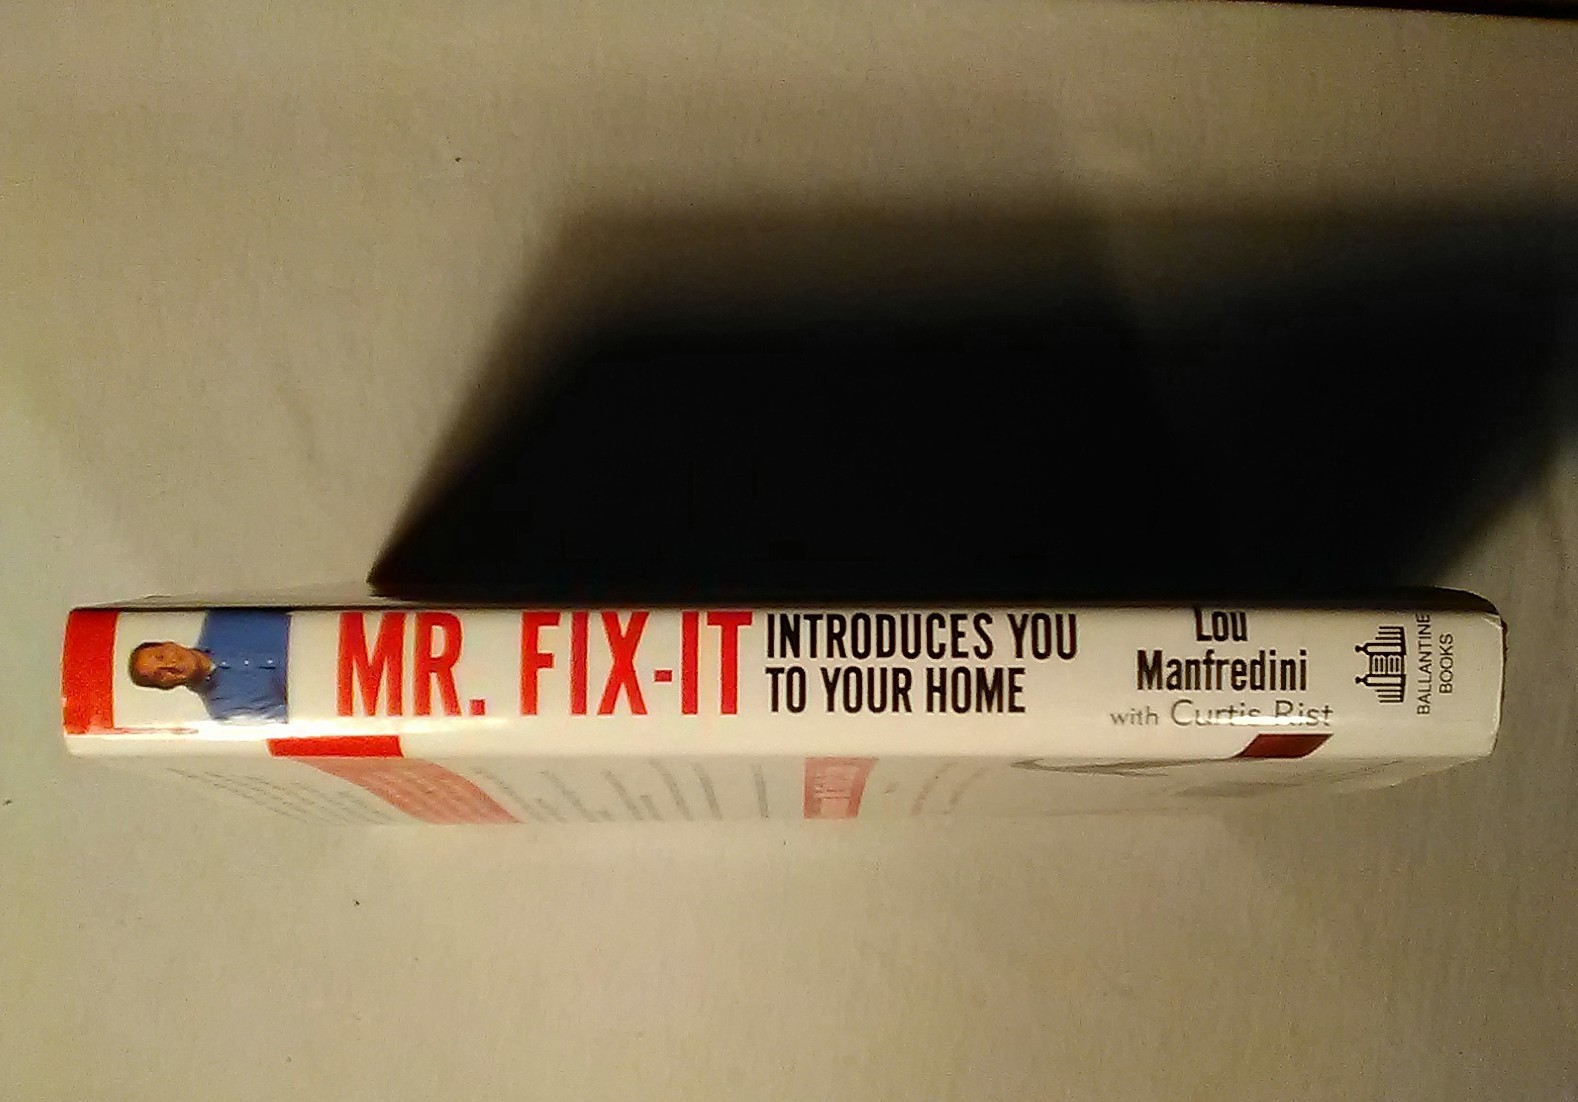 MR. FIX-IT
INTRODUCES YOU
TO YOUR HOME
Lou
Manfredini
with Curtis Rist
BALLANTINE
BOOKS